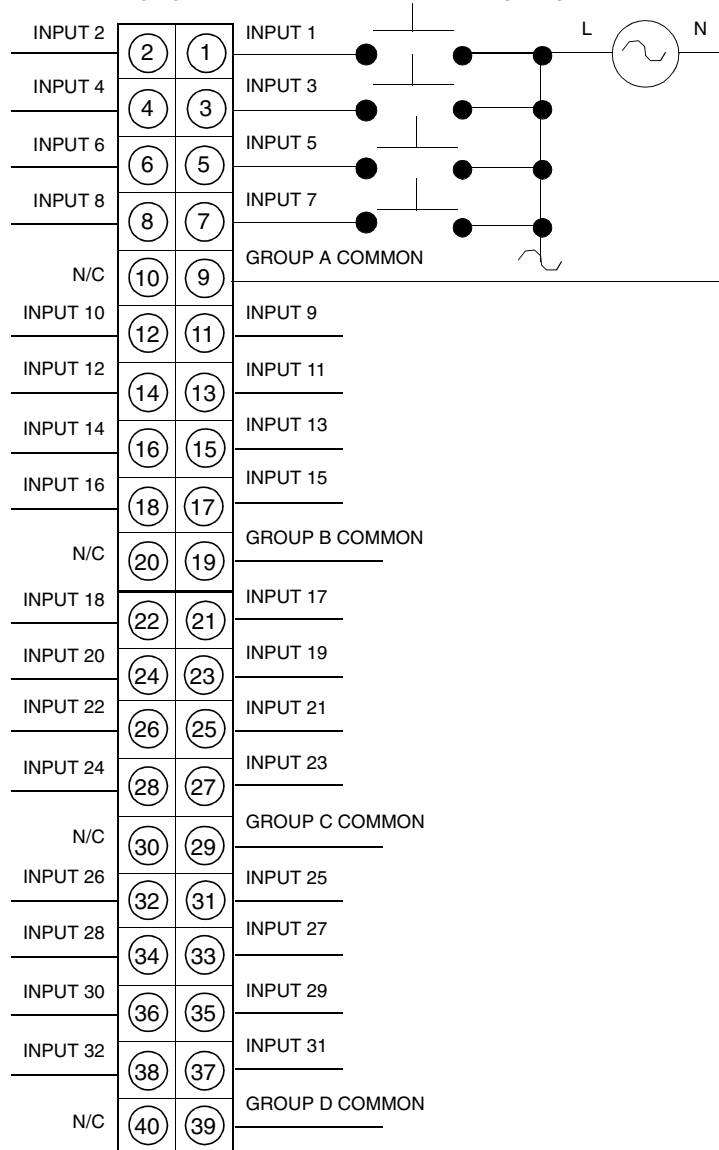 INPUT 2 2 1 INPUT 1 L N
INPUT 4 4 3 INPUT 3
INPUT 6 6 5 INPUT 5
INPUT 8 8 7 INPUT 7
N/C 10 9 GROUP A COMMON
INPUT 10 12 11 INPUT 9
INPUT 12 14 13 INPUT 11
INPUT 14 16 15 INPUT 13
INPUT 16 18 17 INPUT 15
N/C 20 19 GROUP B COMMON
INPUT 18 22 21 INPUT 17
INPUT 20 24 23 INPUT 19
INPUT 22 26 25 INPUT 21
INPUT 24 28 27 INPUT 23
N/C 30 29 GROUP C COMMON
INPUT 26 32 31 INPUT 25
INPUT 28 34 33 INPUT 27
INPUT 30 36 35 INPUT 29
INPUT 32 38 37 INPUT 31
N/C 40 39 GROUP D COMMON